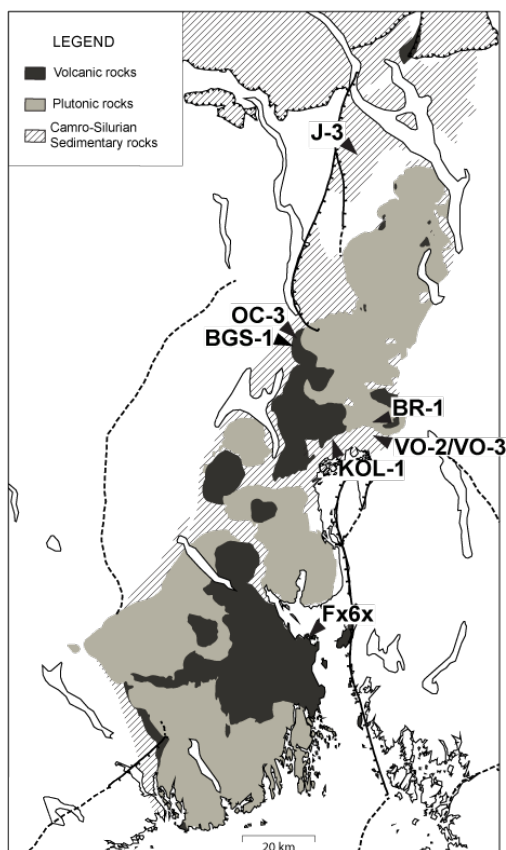 LEGEND
Volcanic rocks
Plutonic rocks
Camro-Silurian
Sedimentary rocks
J-3
OC-3
BGS-1
BR-1
VO-2/VO-3
KOL-1
Fx6x
20 km